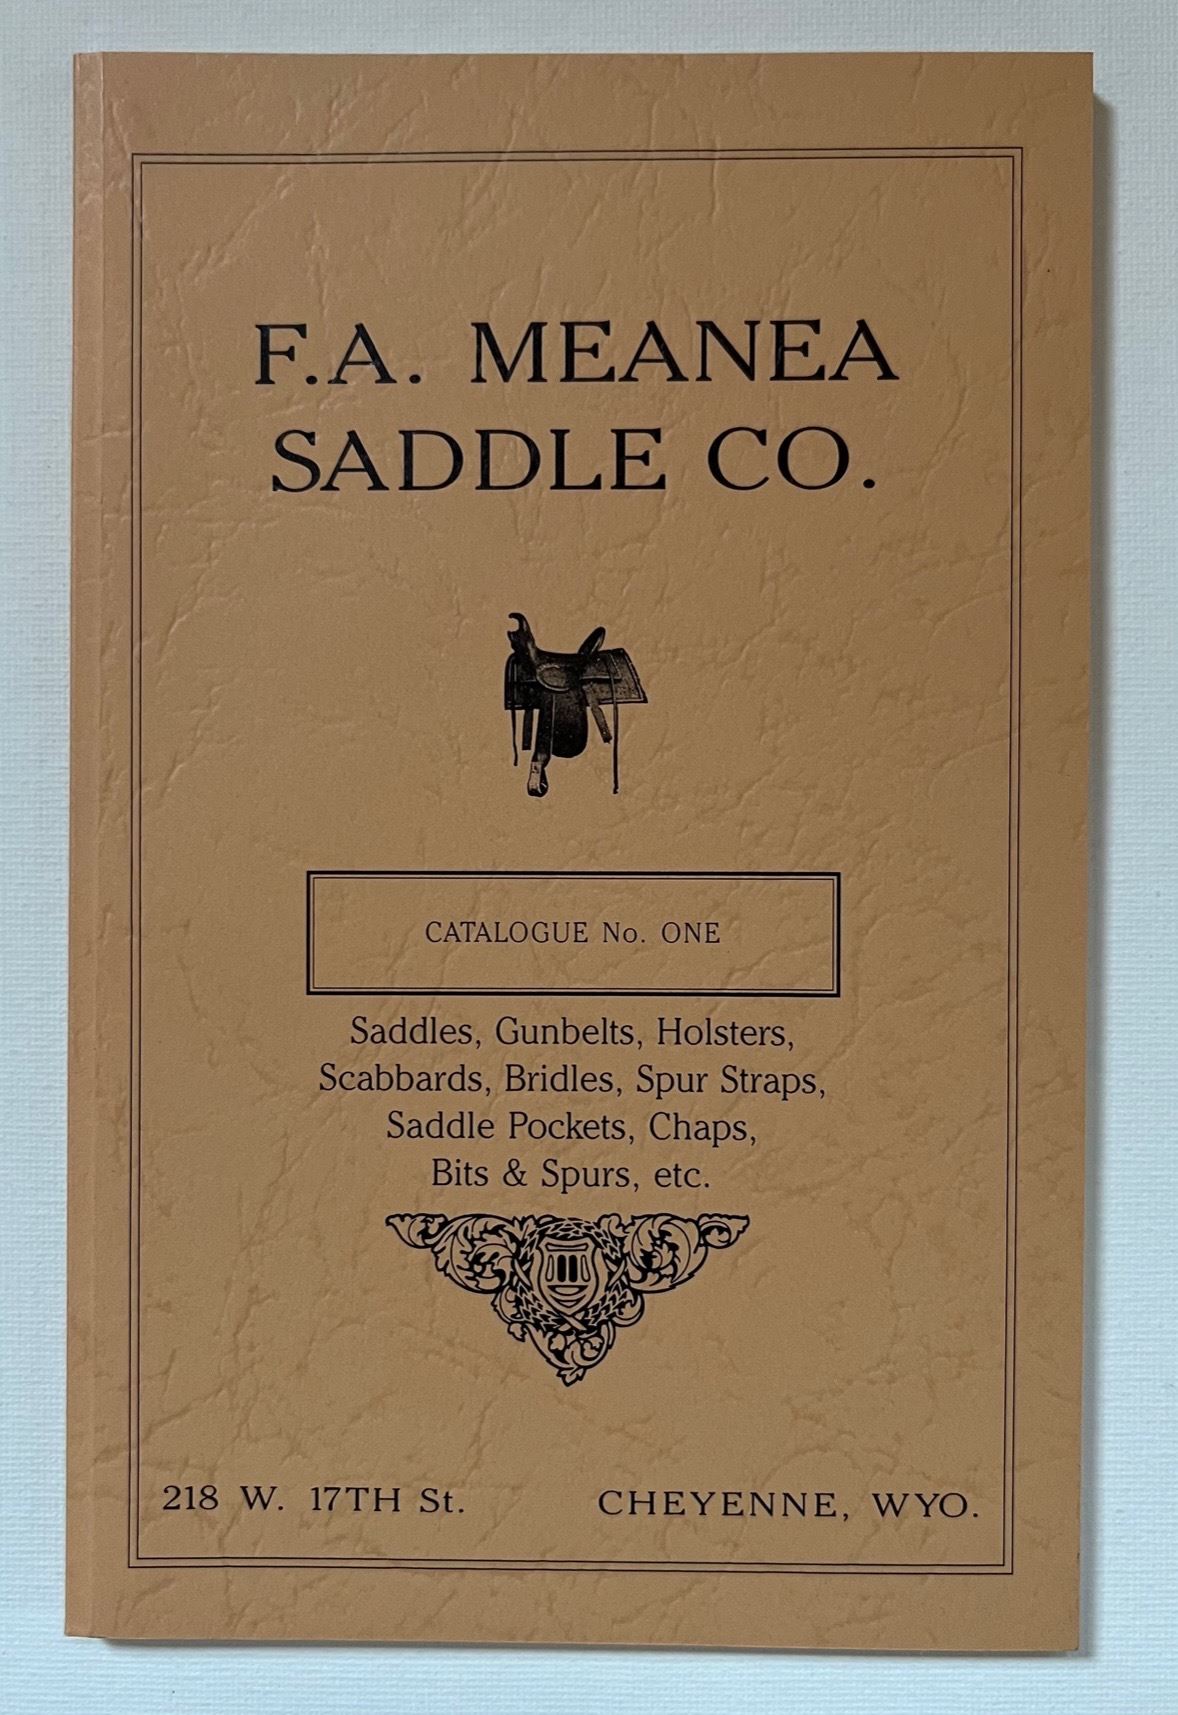 F.A. MEANEA
SADDLE CO.
CATALOGUE No. ONE
Saddles, Gunbelts, Holsters,
Scabbards, Bridles, Spur Straps,
Saddle Pockets, Chaps,
Bits & Spurs, etc.
218 W. 17TH St. CHEYENNE, WYO.